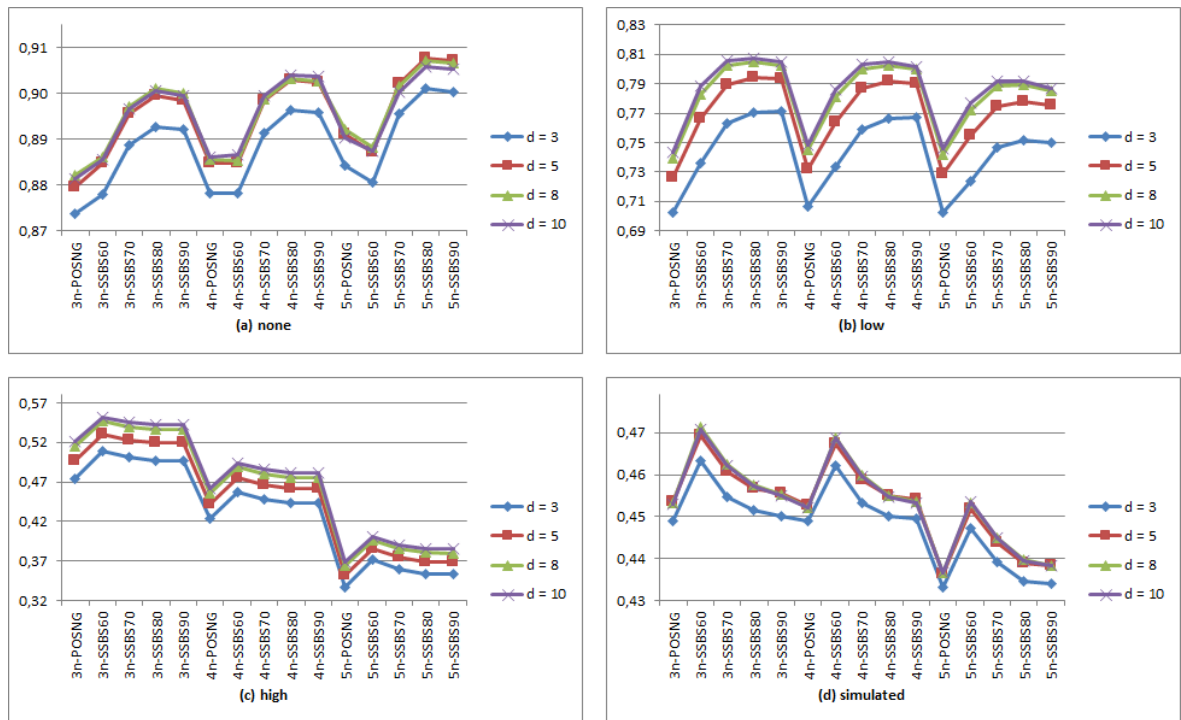 0,91
0,90
0,89
0,88
0,87
3n-POSNG
3n-SSBS60
3n-SSBS70
3n-SSBS80
3n-SSBS90
4n-POSNG
4n-SSBS60
4n-SSBS70
4n-SSBS80
4n-SSBS90
5n-POSNG
5n-SSBS60
5n-SSBS70
5n-SSBS80
5n-SSBS90
(a) none
d = 3
d = 5
d = 8
d = 10
0,83
0,81
0,79
0,77
0,75
0,73
0,71
0,69
3n-POSNG
3n-SSBS60
3n-SSBS70
3n-SSBS80
3n-SSBS90
4n-POSNG
4n-SSBS60
4n-SSBS70
4n-SSBS80
4n-SSBS90
5n-POSNG
5n-SSBS60
5n-SSBS70
5n-SSBS80
5n-SSBS90
(b) low
d = 3
d = 5
d = 8
d = 10
0,57
0,52
0,47
0,42
0,37
0,32
3n-POSNG
3n-SSBS60
3n-SSBS70
3n-SSBS80
3n-SSBS90
4n-POSNG
4n-SSBS60
4n-SSBS70
4n-SSBS80
4n-SSBS90
5n-POSNG
5n-SSBS60
5n-SSBS70
5n-SSBS80
5n-SSBS90
(c) high
d = 3
d = 5
d = 8
d = 10
0,47
0,46
0,45
0,44
0,43
3n-POSNG
3n-SSBS60
3n-SSBS70
3n-SSBS80
3n-SSBS90
4n-POSNG
4n-SSBS60
4n-SSBS70
4n-SSBS80
4n-SSBS90
5n-POSNG
5n-SSBS60
5n-SSBS70
5n-SSBS80
5n-SSBS90
(d) simulated
d = 3
d = 5
d = 8
d = 10